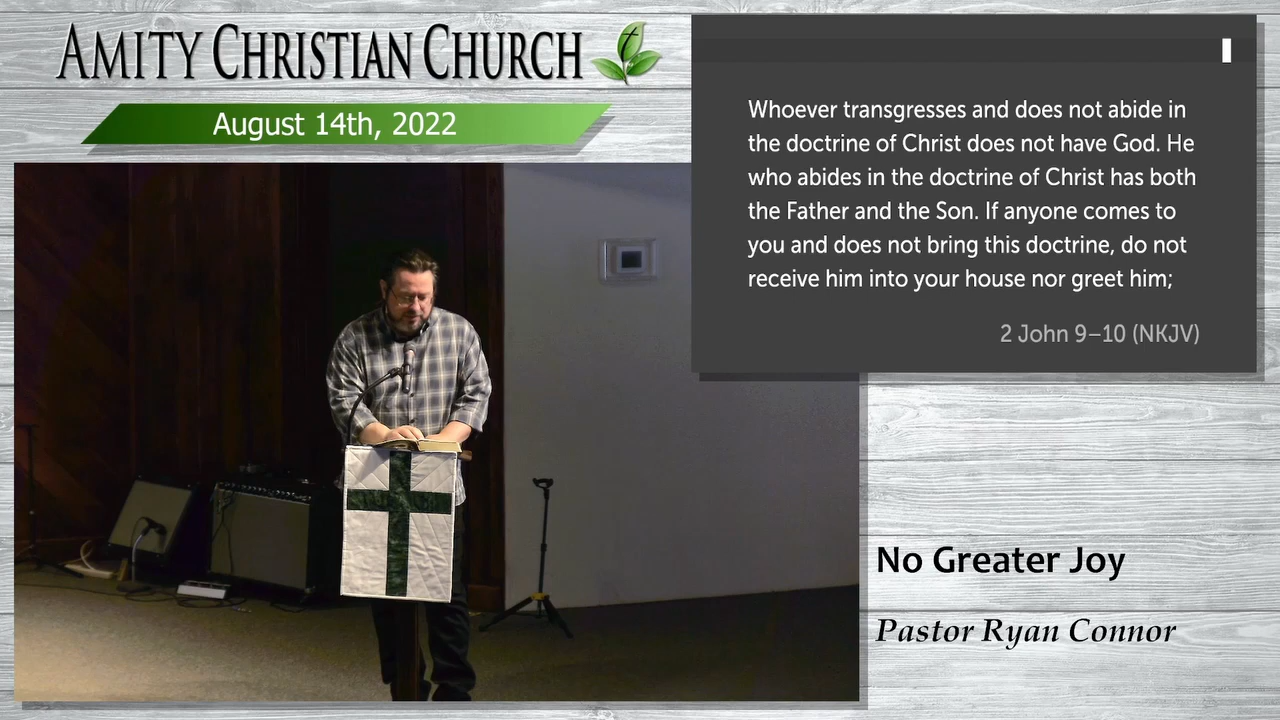 AMITY CHRISTIAN CHURCH
August 14th, 2022
Whoever transgresses and does not abide in
the doctrine of Christ does not have God. He
who abides in the doctrine of Christ has both
the Father and the Son. If anyone comes to
you and does not bring this doctrine, do not
receive him into your house nor greet him;
2 John 9–10 (NKJV)
No Greater Joy
Pastor Ryan Connor